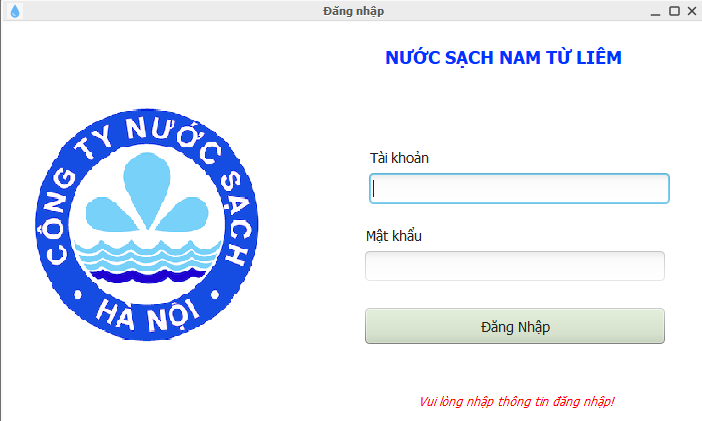 Đăng nhập
NƯỚC SẠCH NAM TỪ LIÊM
CÔNG TY NƯỚC SẠCH
HÀ NỘI
Tài khoản
Mật khẩu
Đăng Nhập
Vui lòng nhập thông tin đăng nhập!